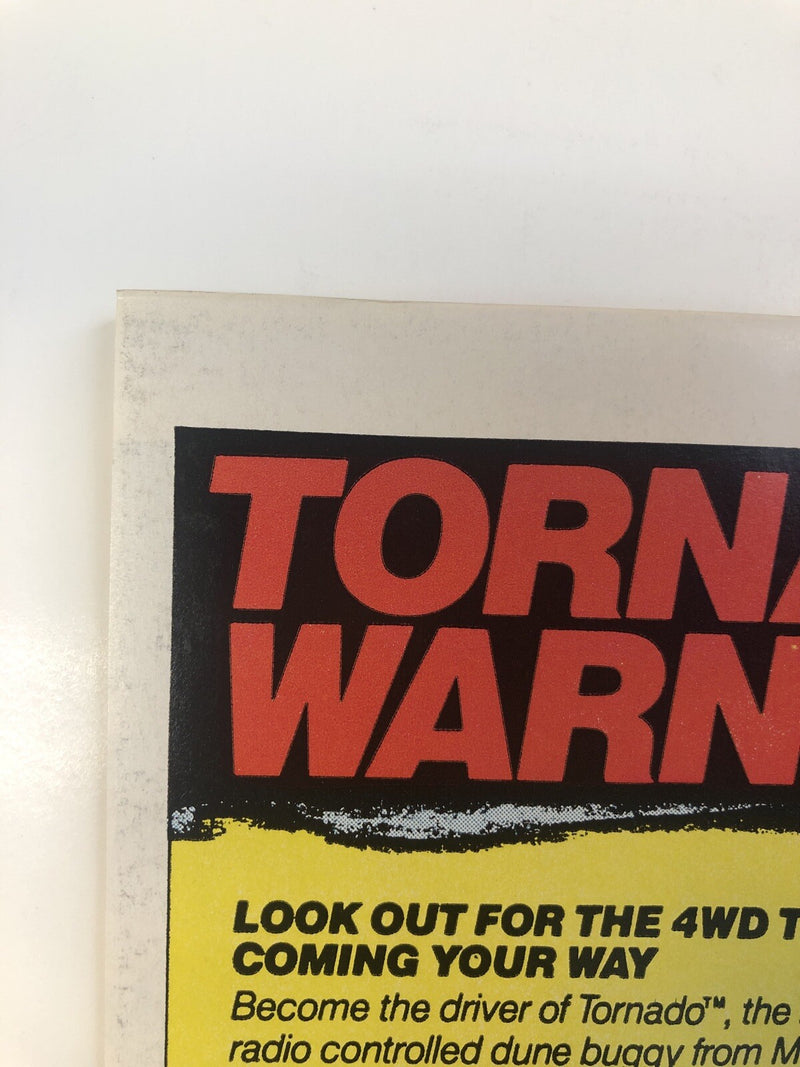 TORNA
WARN
LOOK OUT FOR THE 4WD T
COMING YOUR WAY
Become the driver of Tornado™, the
radio controlled dune buggy from M